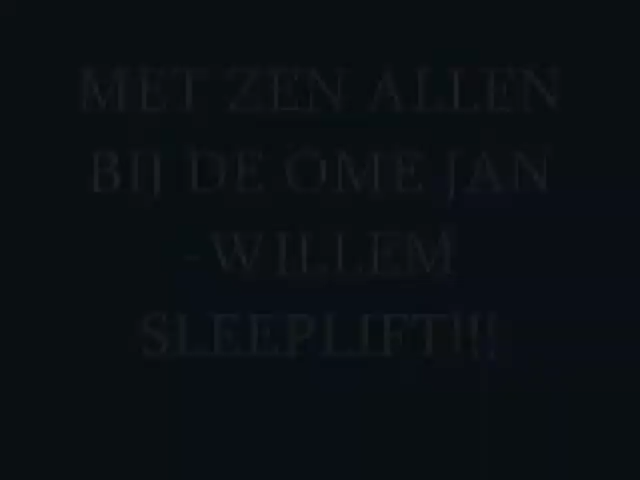 MET ZEN ALLEN
BIJ DE OME JAN
-WILLEM
SLEEPLIFT!!!